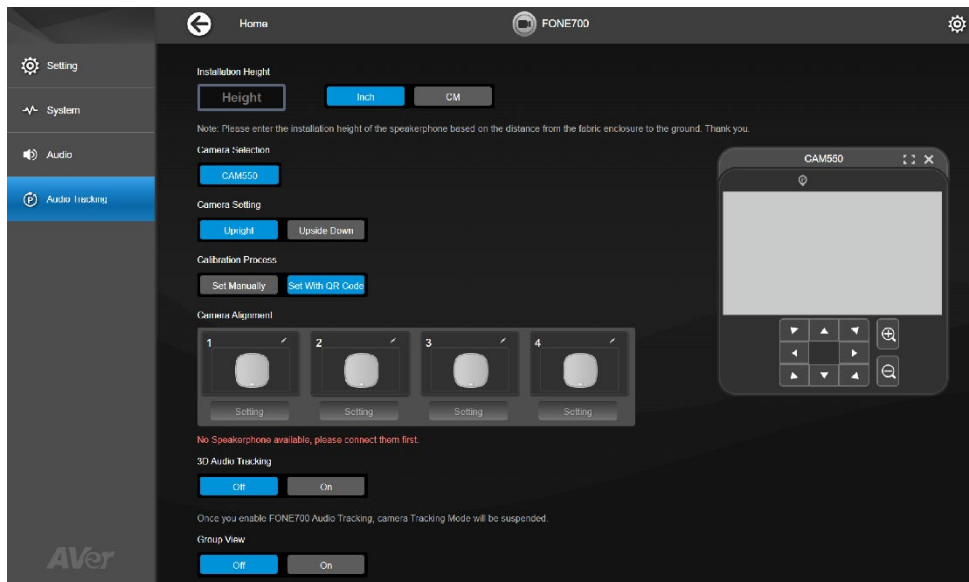 Home
FONE700
Setting
System
Audio
Audio Tracking
Installation Height
Height
Inch
CM
Note: Please enter the installation height of the speakerphone based on the distance from the fabric enclosure to the ground. Thank you.
Camera Selection
CAM550
Camera Setting
Upright
Upside Down
Calibration Process
Set Manually
Set With QR Code
Camera Alignment
1
2
3
4
Setting
Setting
Setting
Setting
No Speakerphone available, please connect them first.
3D Audio Tracking
Off
On
Once you enable FONE700 Audio Tracking, camera Tracking Mode will be suspended.
Group View
Off
On
CAM550
AVer